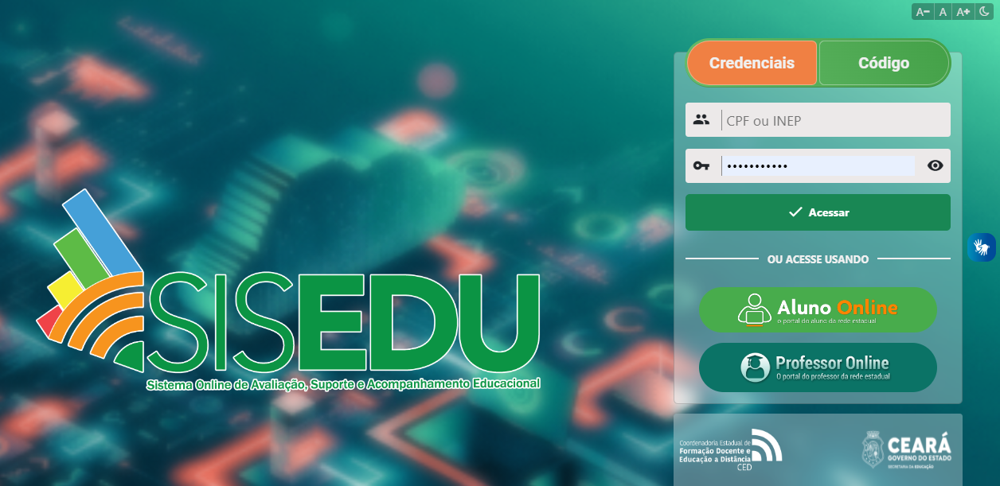 A- A A+
Credenciais
Código
CPF ou INEP
•••••••••••
Acessar
OU ACESSE USANDO
Aluno Online
o portal do aluno da rede estadual
Professor Online
O portal do professor da rede estadual
SISEDU
Sistema Online de Avaliação, Suporte e Acompanhamento Educacional
Coordenadoria Estadual de
Formação Docente e
Educação a Distância
CED
CEARÁ
GOVERNO DO ESTADO
SECRETARIA DA EDUCAÇÃO